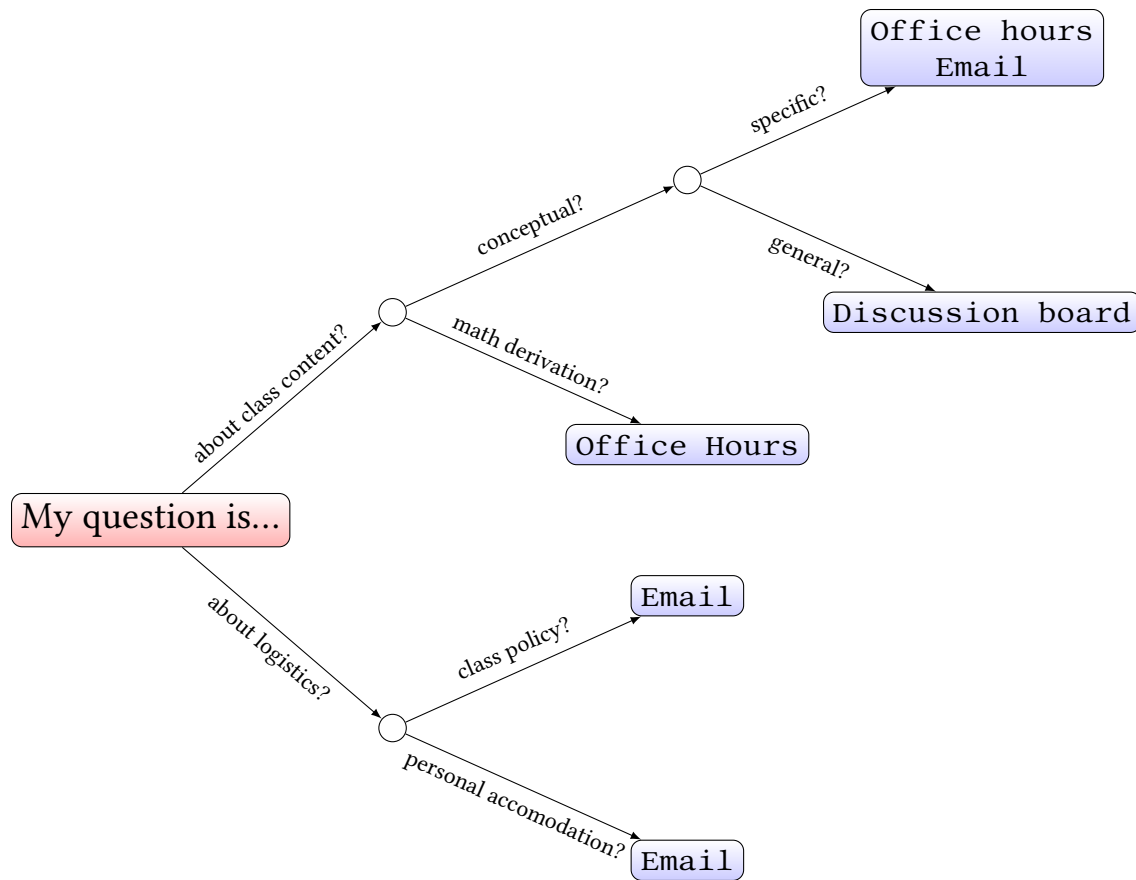 Office hours
Email
specific?
conceptual?
general?
Discussion board
about class content?
math derivation?
Office Hours
My question is...
Email
about logistics?
class policy?
personal accomodation?
Email